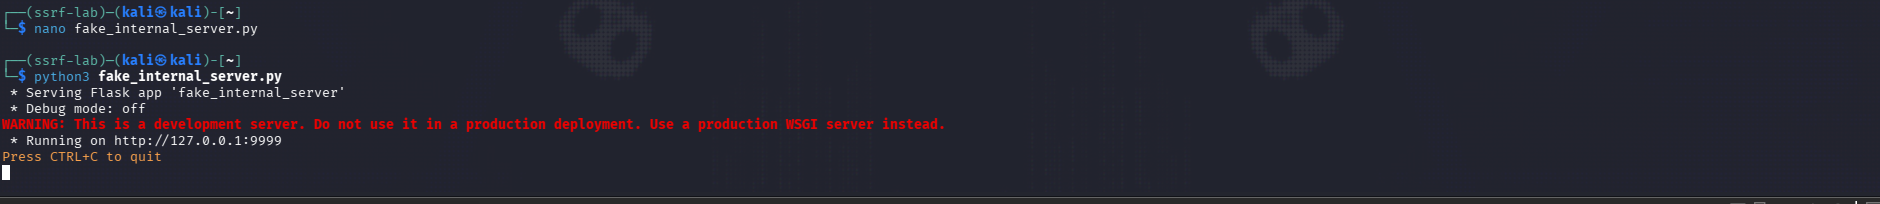 ┌──(ssrf-lab)─(kali㉿kali)-[~]
└─$ nano fake_internal_server.py
┌──(ssrf-lab)─(kali㉿kali)-[~]
└─$ python3 fake_internal_server.py
 * Serving Flask app 'fake_internal_server'
 * Debug mode: off
WARNING: This is a development server. Do not use it in a production deployment. Use a production WSGI server instead.
 * Running on http://127.0.0.1:9999
Press CTRL+C to quit